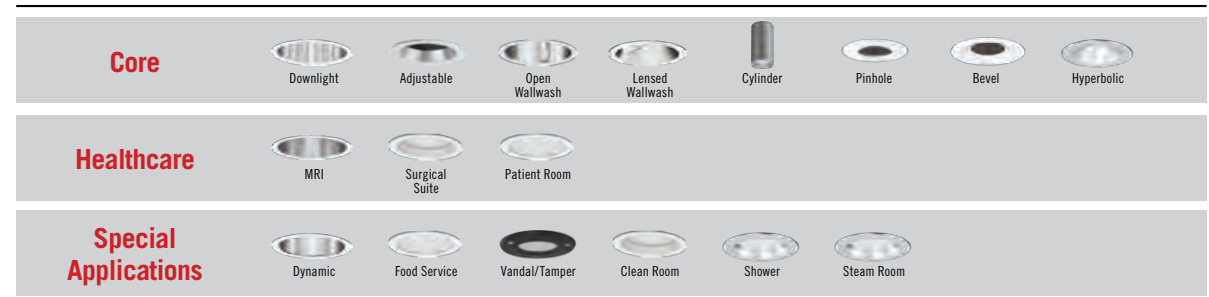 Core
Downlight
Adjustable
Open
Wallwash
Lensed
Wallwash
Cylinder
Pinhole
Bevel
Hyperbolic
Healthcare
MRI
Surgical
Suite
Patient Room
Special
Applications
Dynamic
Food Service
Vandal/Tamper
Clean Room
Shower
Steam Room